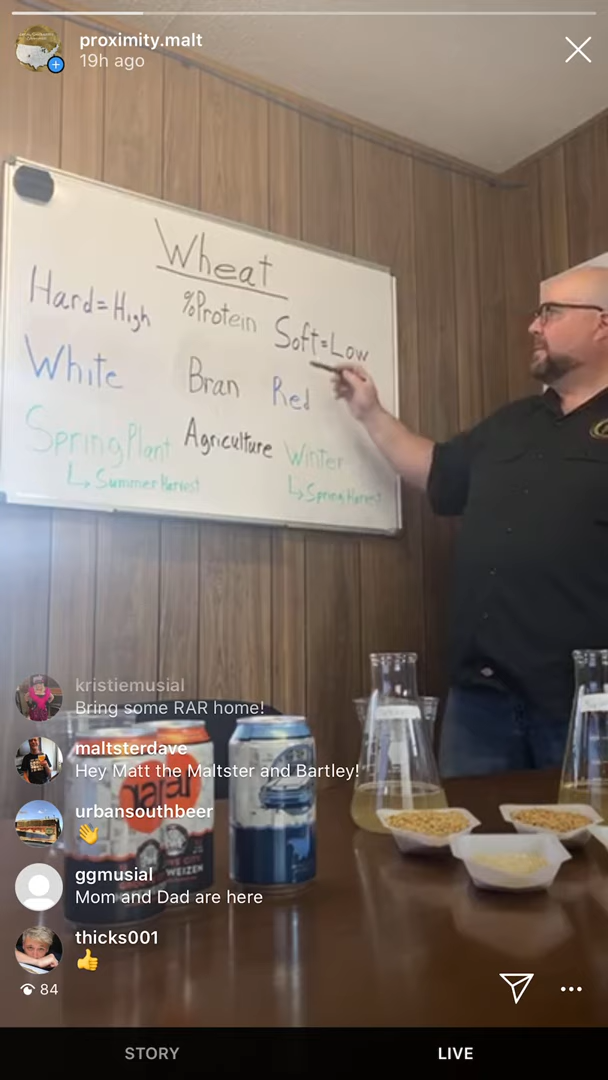 proximity.malt
19h ago
Wheat
Hard=High %Protein Soft=Low
White Bran Red
Spring Plant Agriculture Winter
↳ Summer Harvest ↳ Spring Harvest
kristiemusial
Bring some RAR home!
maltsterdave
Hey Matt the Maltster and Bartley!
urbansouthbeer
👋
ggmusial
Mom and Dad are here
thicks001
👍
84
WEIZEN
STORY LIVE